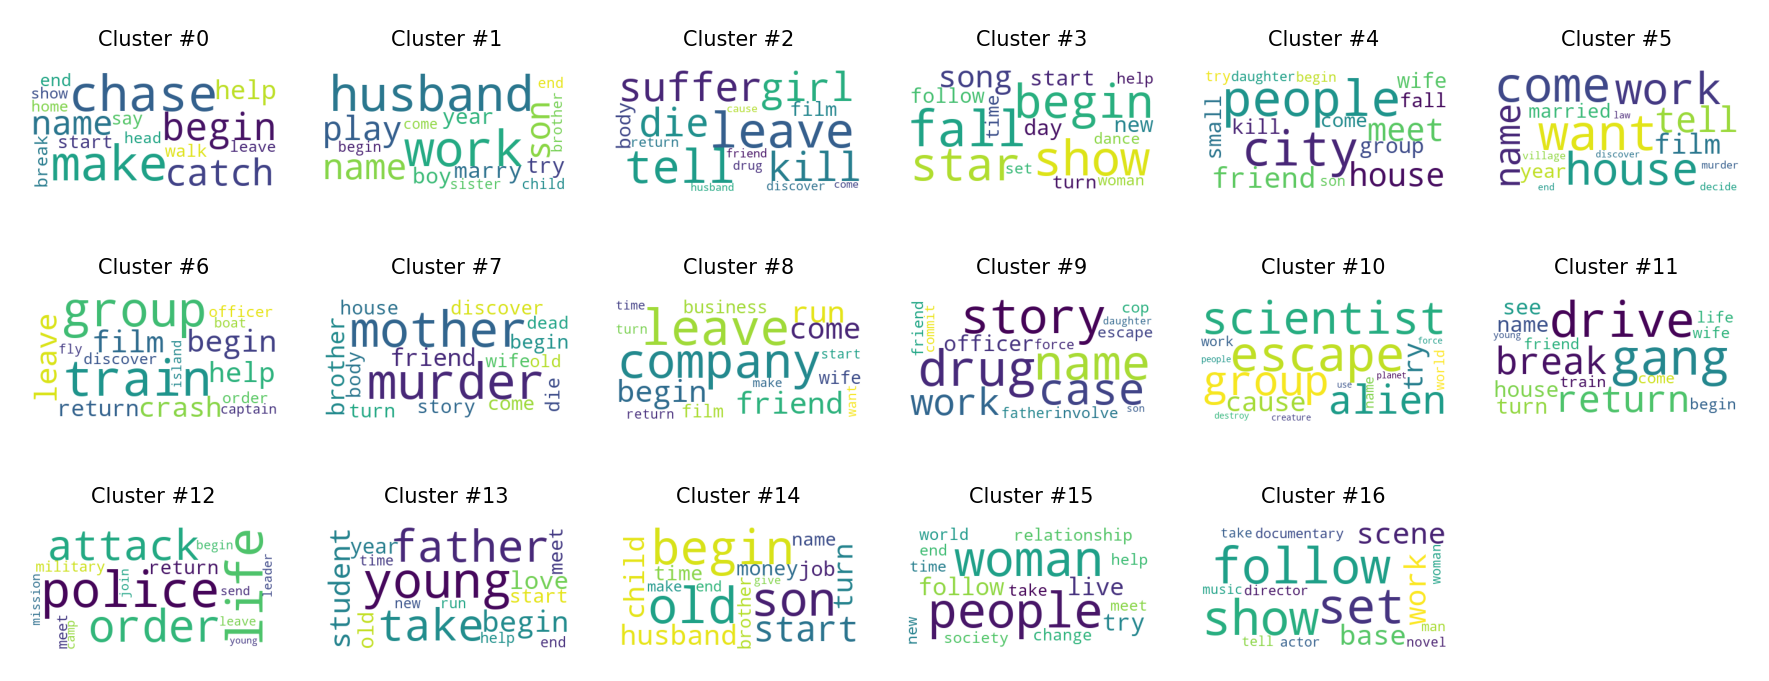 Cluster #0
end
show
chase
help
home
name
say
begin
start
head
break
walk
leave
make
catch
Cluster #1
husband
end
play
come
year
son
brother
begin
work
name
boy
marry
try
sister
child
Cluster #2
suffer
girl
body
cause
film
die
leave
return
tell
friend
drug
kill
husband
discover
come
Cluster #3
song
start
help
follow
time
begin
fall
day
new
dance
star
set
show
turn
woman
Cluster #4
try
daughter
begin
wife
people
fall
small
kill
come
meet
city
group
friend
son
house
Cluster #5
come
work
name
married
law
tell
want
film
village
discover
murder
year
house
end
decide
Cluster #6
group
officer
leave
boat
film
begin
fly
discover
island
train
help
order
return
crash
captain
Cluster #7
house
discover
mother
dead
brother
begin
friend
wife
old
body
murder
die
turn
story
come
Cluster #8
time
business
run
leave
turn
come
company
start
begin
make
wife
return
film
friend
want
Cluster #9
friend
commit
story
cop
daughter
officer
force
escape
drug
name
case
work
father
involve
son
Cluster #10
scientist
work
force
escape
people
try
world
group
planet
use
name
cause
alien
destroy
creature
Cluster #11
see
drive
life
name
wife
young
friend
break
gang
train
come
house
turn
return
begin
Cluster #12
attack
begin
life
military
return
leader
mission
join
police
send
order
leave
meet
camp
young
Cluster #13
student
year
father
meet
time
young
love
new
run
start
old
take
begin
help
end
Cluster #14
child
begin
name
turn
time
money
job
make
end
give
old
brother
son
husband
start
Cluster #15
world
relationship
end
woman
help
time
follow
take
live
people
meet
try
new
society
change
Cluster #16
take
documentary
scene
follow
work
woman
music
director
show
set
man
base
novel
tell
actor